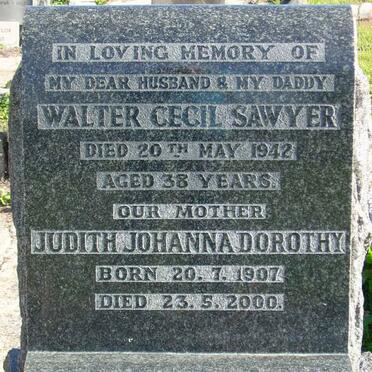 IN LOVING MEMORY OF
MY DEAR HUSBAND & MY DADDY
WALTER CECIL SAWYER
DIED 20TH MAY 1942
AGED 38 YEARS.
OUR MOTHER
JUDITH JOHANNA DOROTHY
BORN 20.7.1907
DIED 23.5.2000.